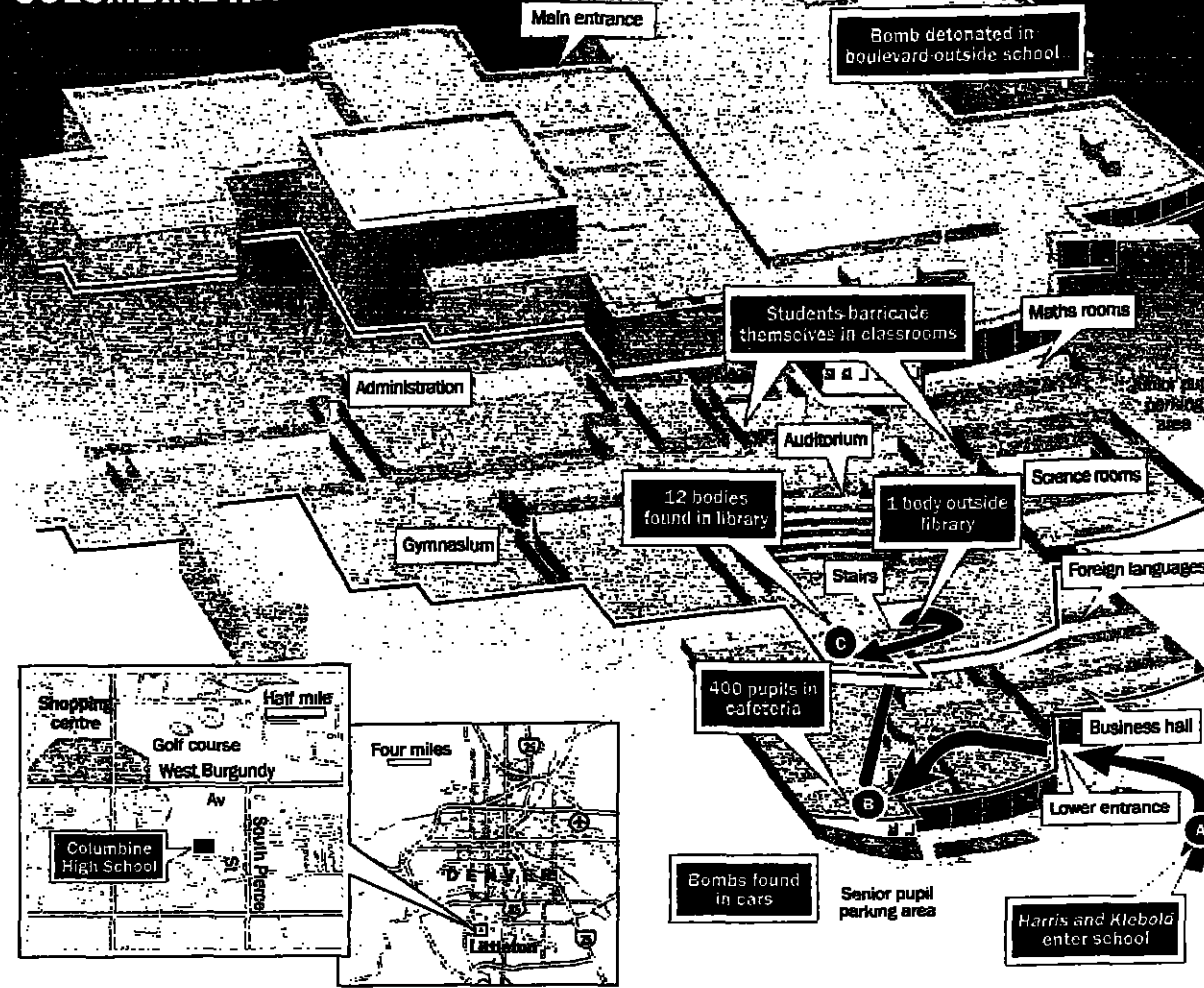 COLUMBINE
Main entrance
Bomb detonated in
boulevard outside school
Students barricade
themselves in classrooms
Maths rooms
Administration
parking
area
Auditorium
Science rooms
12 bodies
found in library
1 body outside
library
Gymnasium
Stairs
Foreign languages
C
400 pupils in
cafeteria
Business hall
Lower entrance
B
A
Bombs found
in cars
Senior pupil
parking area
Harris and Klebold
enter school
Shopping
centre
Half mile
Golf course
West Burgundy
Av
South Pierce
St
Columbine
High School
Four miles
D E N V E R
Littleton